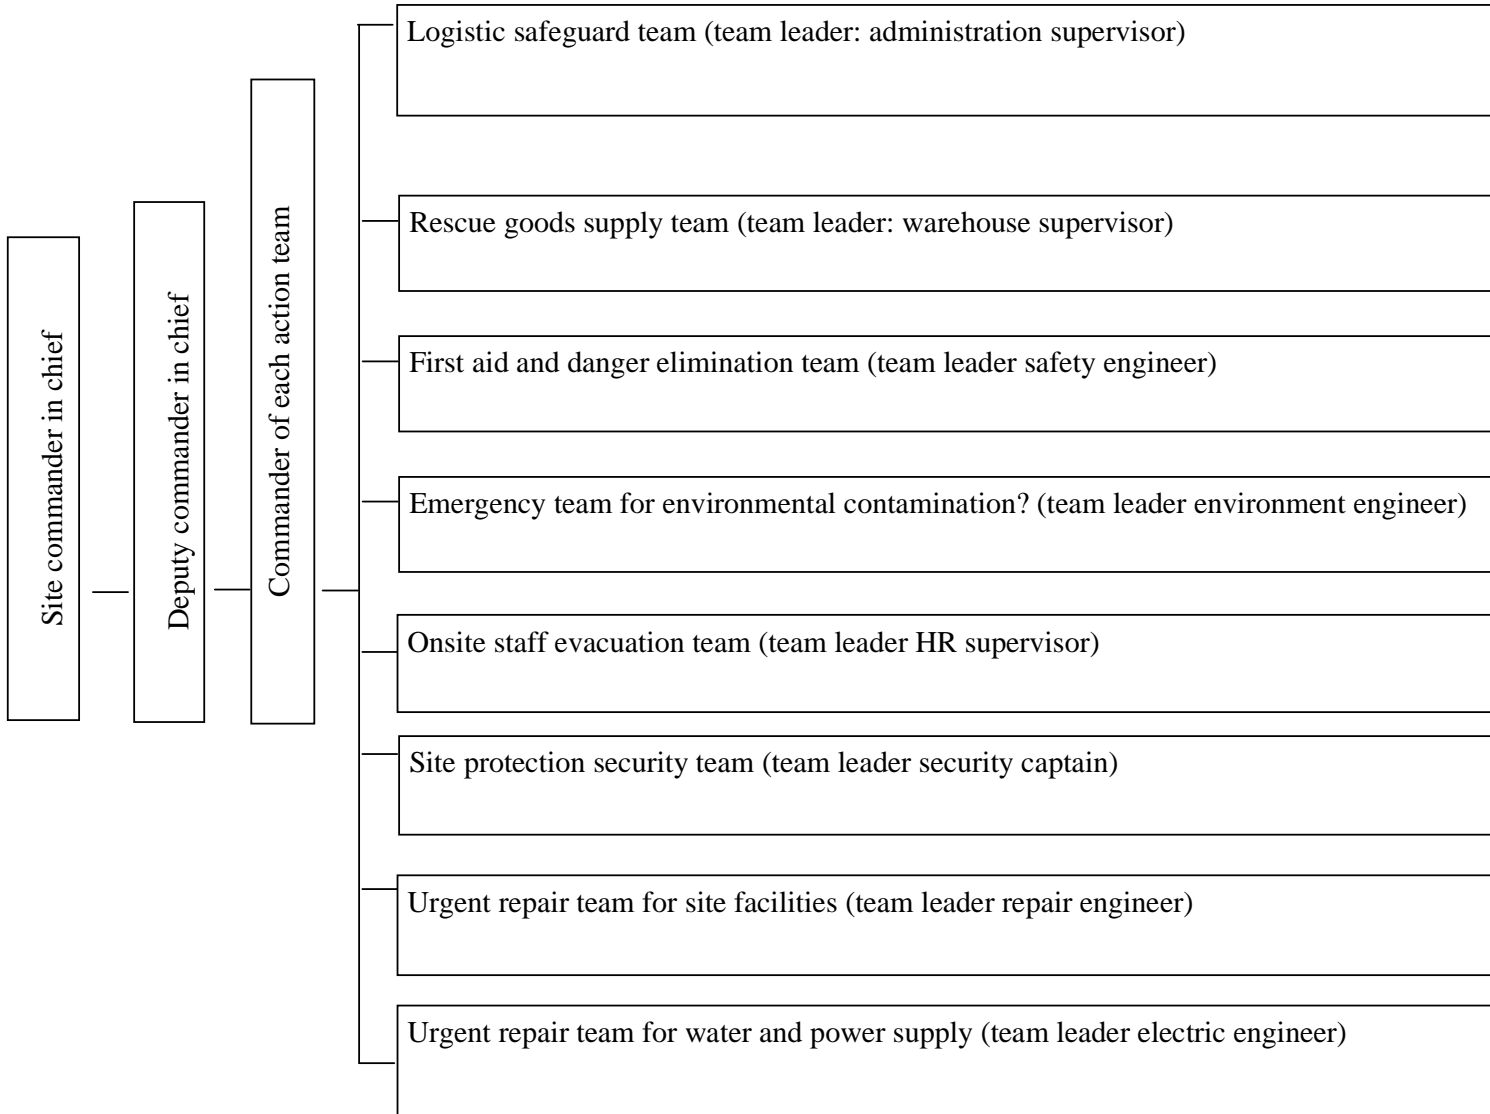 Site commander in chief
Deputy commander in chief
Commander of each action team
Logistic safeguard team (team leader: administration supervisor)
Rescue goods supply team (team leader: warehouse supervisor)
First aid and danger elimination team (team leader safety engineer)
Emergency team for environmental contamination? (team leader environment engineer)
Onsite staff evacuation team (team leader HR supervisor)
Site protection security team (team leader security captain)
Urgent repair team for site facilities (team leader repair engineer)
Urgent repair team for water and power supply (team leader electric engineer)